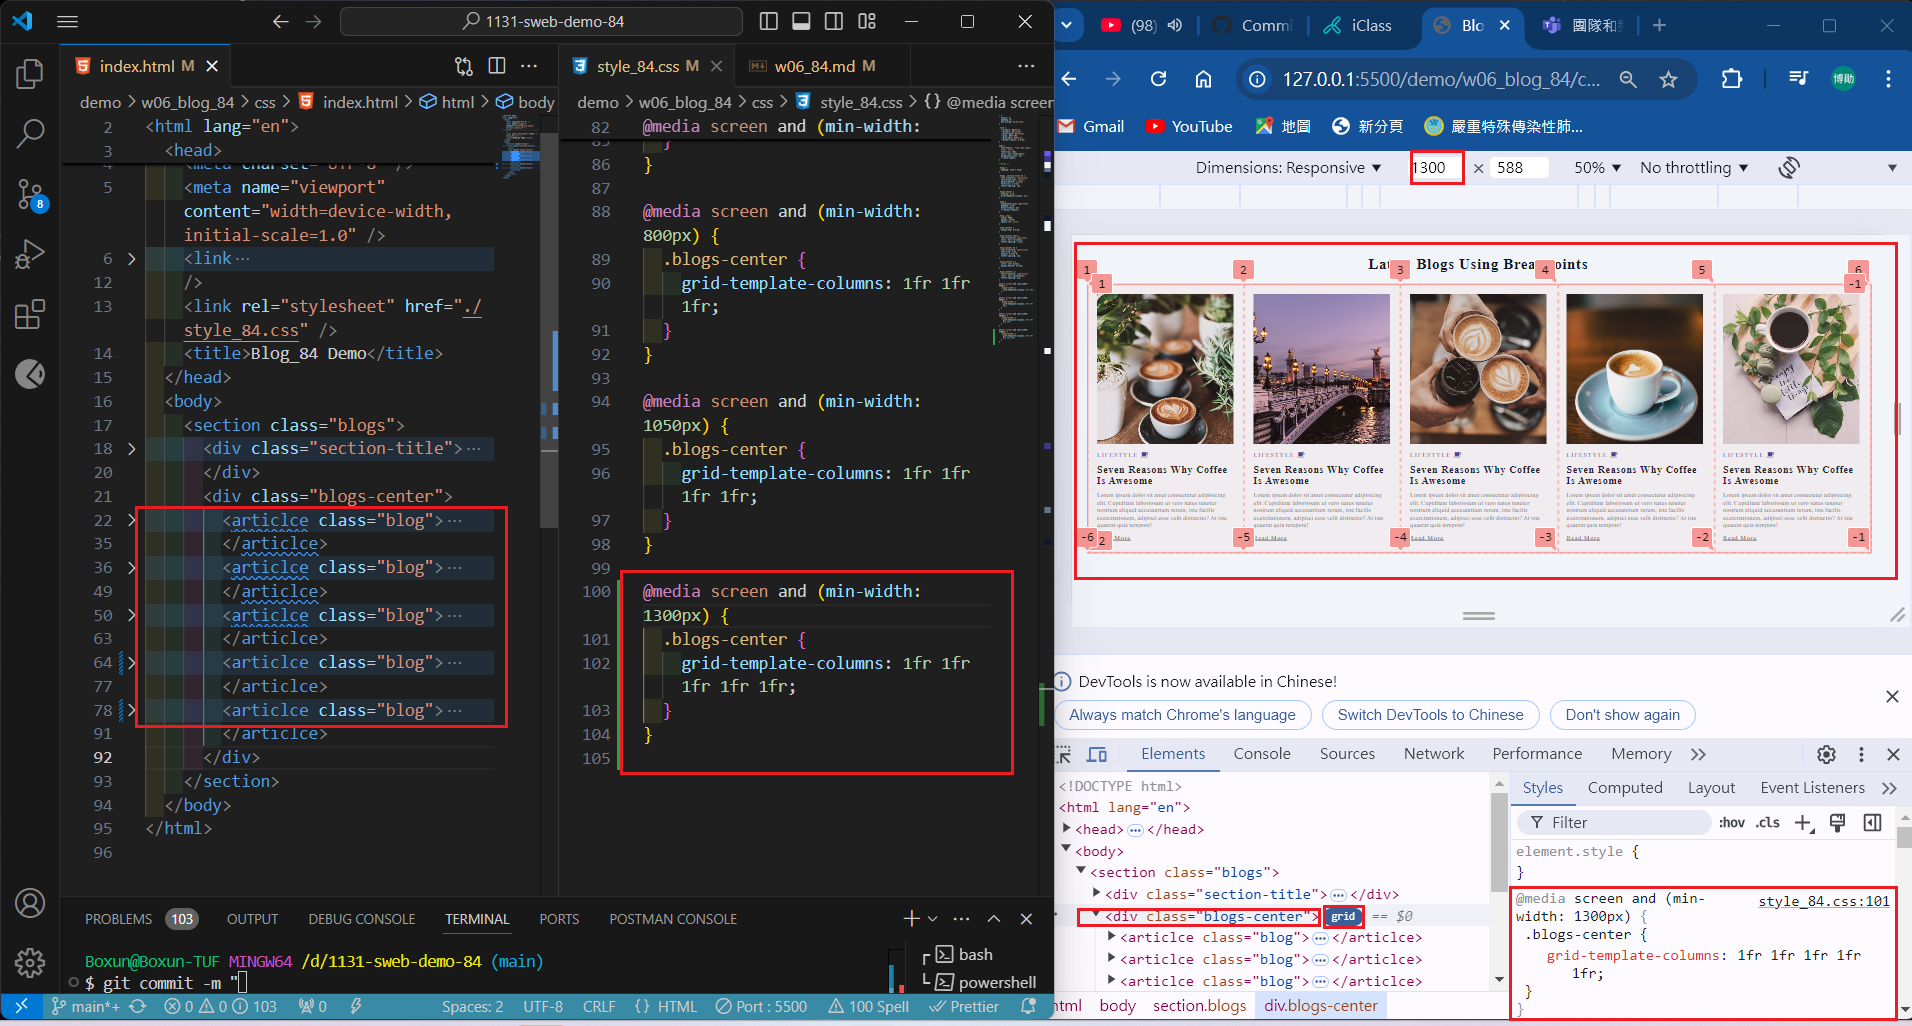 1131-sweb-demo-84
index.html M
style_84.css M
w06_84.md M
demo > w06_blog_84 > css > index.html > html > body
2 <html lang="en">
3 <head>
5 <meta name="viewport"
content="width=device-width,
initial-scale=1.0" />
6 <link ···
12 />
13 <link rel="stylesheet" href="./
style_84.css" />
14 <title>Blog_84 Demo</title>
15 </head>
16 <body>
17 <section class="blogs">
18 <div class="section-title"> ···
20 </div>
21 <div class="blogs-center">
22 <articlce class="blog"> ···
35 </articlce>
36 <articlce class="blog"> ···
49 </articlce>
50 <articlce class="blog"> ···
63 </articlce>
64 <articlce class="blog"> ···
77 </articlce>
78 <articlce class="blog"> ···
91 </articlce>
92 </div>
93 </section>
94 </body>
95 </html>
96
demo > w06_blog_84 > css > style_84.css > {} @media screen
82 @media screen and (min-width:
85 }
86 }
87
88 @media screen and (min-width:
800px) {
89 .blogs-center {
90 grid-template-columns: 1fr 1fr
1fr;
91 }
92 }
93
94 @media screen and (min-width:
1050px) {
95 .blogs-center {
96 grid-template-columns: 1fr 1fr
1fr 1fr;
97 }
98 }
99
100 @media screen and (min-width:
1300px) {
101 .blogs-center {
102 grid-template-columns: 1fr 1fr
1fr 1fr 1fr;
103 }
104 }
105
PROBLEMS 103 OUTPUT DEBUG CONSOLE TERMINAL PORTS POSTMAN CONSOLE
Boxun@Boxun-TUF MINGW64 /d/1131-sweb-demo-84 (main)
$ git commit -m "
bash
powershell
8
main*+ 0 0 103 0 Spaces: 2 UTF-8 CRLF {} HTML Port : 5500 100 Spell Prettier
(98) Commi iClass Blo 團隊和
127.0.0.1:5500/demo/w06_blog_84/c...
博勛
Gmail YouTube 地圖 新分頁 嚴重特殊傳染性肺...
Dimensions: Responsive 1300 × 588 50% No throttling
Latest Blogs Using Breakpoints
1 2 3 4 5 6
1 -1
LIFESTYLE LIFESTYLE LIFESTYLE LIFESTYLE LIFESTYLE
Seven Reasons Why Coffee Is Awesome
Seven Reasons Why Coffee Is Awesome
Seven Reasons Why Coffee Is Awesome
Seven Reasons Why Coffee Is Awesome
Seven Reasons Why Coffee Is Awesome
-6 2 -5 -4 -3 -2 -1
More Read More Read More Read More Read More
DevTools is now available in Chinese!
Always match Chrome's language Switch DevTools to Chinese Don't show again
Elements Console Sources Network Performance Memory
<!DOCTYPE html>
<html lang="en">
<head> ··· </head>
<body>
<section class="blogs">
<div class="section-title"> ··· </div>
<div class="blogs-center"> grid == $0
<articlce class="blog"> ··· </articlce>
<articlce class="blog"> ··· </articlce>
<articlce class="blog"> ··· </articlce>
html body section.blogs div.blogs-center
Styles Computed Layout Event Listeners
Filter :hov .cls
element.style {
}
@media screen and (min-width: 1300px) { style_84.css:101
.blogs-center {
grid-template-columns: 1fr 1fr 1fr 1fr
1fr;
}
}